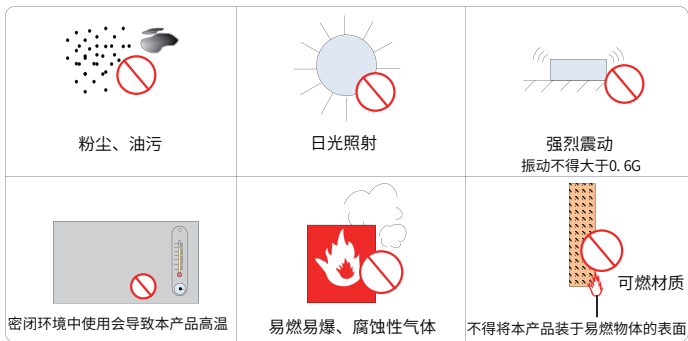 粉尘、油污
日光照射
强烈震动
振动不得大于0.6G
密闭环境中使用会导致本产品高温
易燃易爆、腐蚀性气体
可燃材质
不得将本产品装于易燃物体的表面